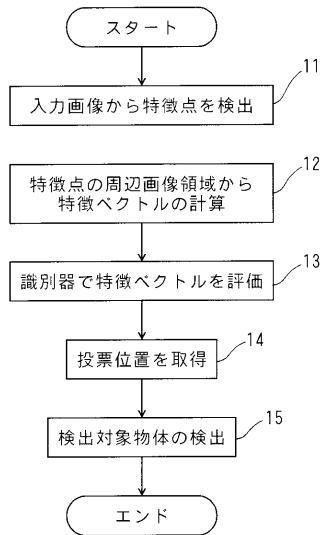 スタート
11
入力画像から特徴点を検出
12
特徴点の周辺画像領域から
特徴ベクトルの計算
13
識別器で特徴ベクトルを評価
14
投票位置を取得
15
検出対象物体の検出
エンド